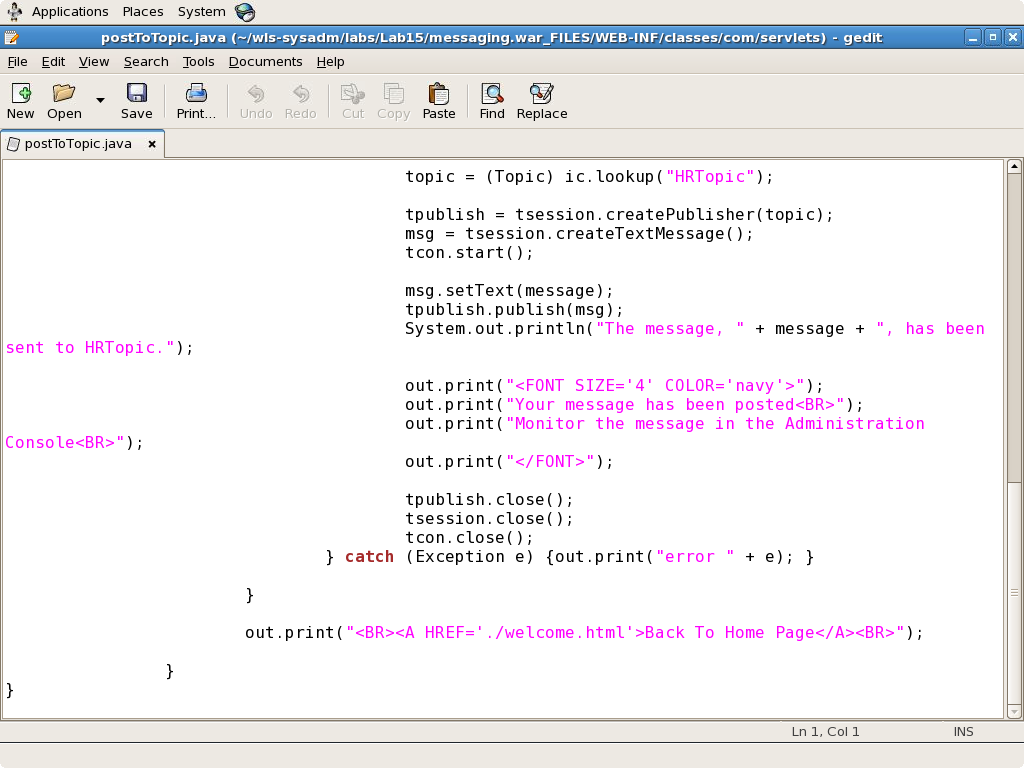 Applications Places System
postToTopic.java (~/wls-sysadm/labs/Lab15/messaging.war_FILES/WEB-INF/classes/com/servlets) - gedit
File Edit View Search Tools Documents Help
New Open Save Print... Undo Redo Cut Copy Paste Find Replace
postToTopic.java
topic = (Topic) ic.lookup("HRTopic");
tpublish = tsession.createPublisher(topic);
msg = tsession.createTextMessage();
tcon.start();
msg.setText(message);
tpublish.publish(msg);
System.out.println("The message, " + message + ", has been
sent to HRTopic.");
out.print("<FONT SIZE='4' COLOR='navy'>");
out.print("Your message has been posted<BR>");
out.print("Monitor the message in the Administration
Console<BR>");
out.print("</FONT>");
tpublish.close();
tsession.close();
tcon.close();
} catch (Exception e) {out.print("error " + e); }
}
out.print("<BR><A HREF='./welcome.html'>Back To Home Page</A><BR>");
}
}
Ln 1, Col 1 INS